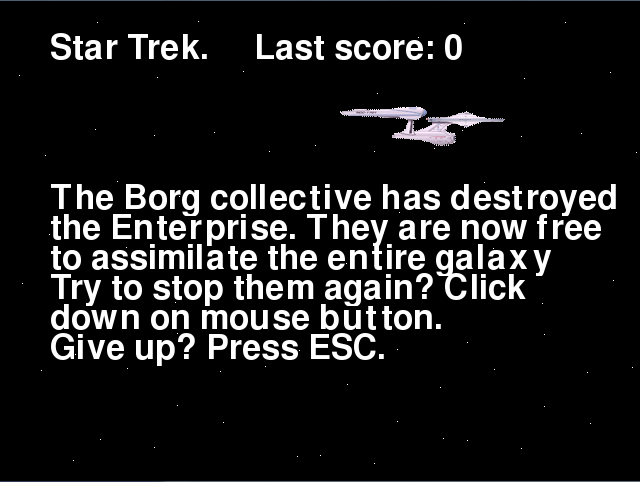 Star Trek. Last score: 0
The Borg collective has destroyed
the Enterprise. They are now free
to assimilate the entire galaxy
Try to stop them again? Click
down on mouse button.
Give up? Press ESC.